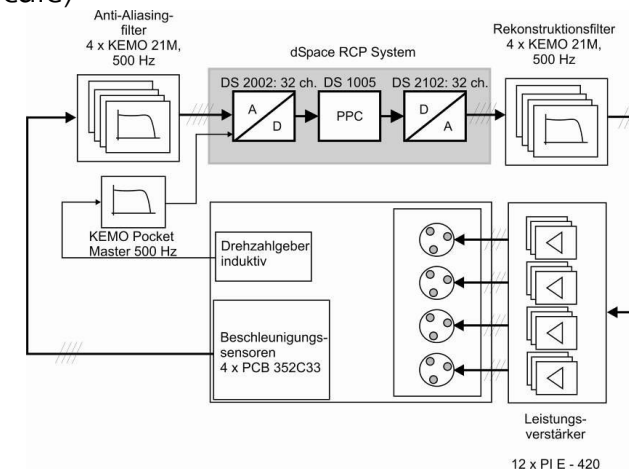 Anti-Aliasing-
filter
4 x KEMO 21M,
500 Hz
dSpace RCP System
Rekonstruktionsfilter
4 x KEMO 21M,
500 Hz
DS 2002: 32 ch. DS 1005 DS 2102: 32 ch.
A
D
PPC
D
A
KEMO Pocket
Master 500 Hz
Drehzahlgeber
induktiv
Beschleunigungs-
sensoren
4 x PCB 352C33
Leistungs-
verstärker
12 x PI E - 420